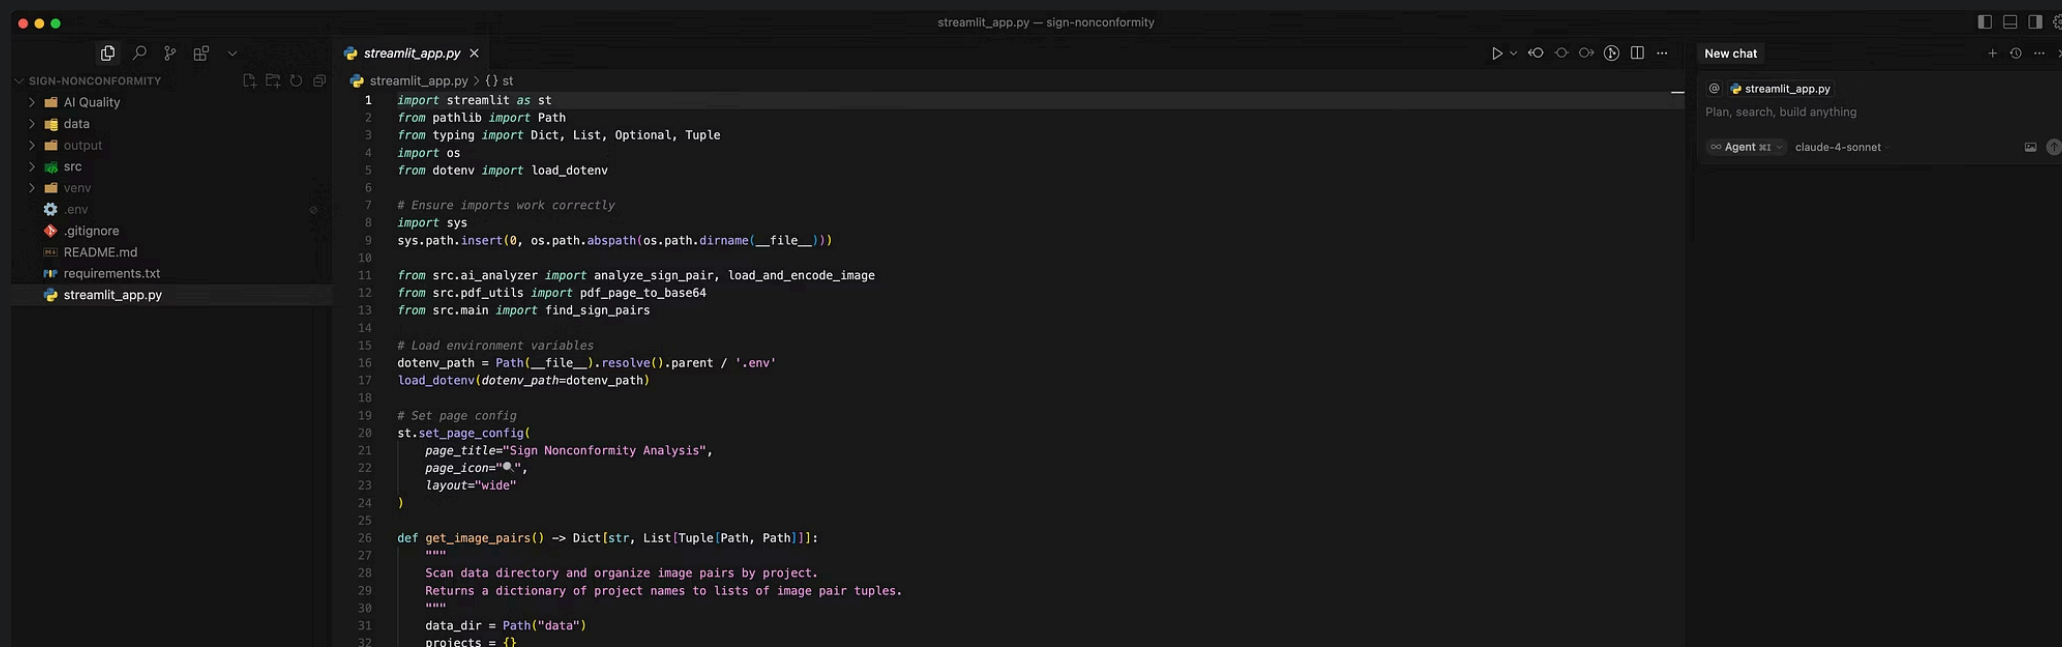 streamlit_app.py — sign-nonconformity
streamlit_app.py
New chat
SIGN-NONCONFORMITY
AI Quality
data
output
src
venv
.env
.gitignore
README.md
requirements.txt
streamlit_app.py
streamlit_app.py > {} st
1 import streamlit as st
2 from pathlib import Path
3 from typing import Dict, List, Optional, Tuple
4 import os
5 from dotenv import load_dotenv
6
7 # Ensure imports work correctly
8 import sys
9 sys.path.insert(0, os.path.abspath(os.path.dirname(__file__)))
10
11 from src.ai_analyzer import analyze_sign_pair, load_and_encode_image
12 from src.pdf_utils import pdf_page_to_base64
13 from src.main import find_sign_pairs
14
15 # Load environment variables
16 dotenv_path = Path(__file__).resolve().parent / '.env'
17 load_dotenv(dotenv_path=dotenv_path)
18
19 # Set page config
20 st.set_page_config(
21 page_title="Sign Nonconformity Analysis",
22 page_icon="🔍",
23 layout="wide"
24 )
25
26 def get_image_pairs() -> Dict[str, List[Tuple[Path, Path]]]:
27 """
28 Scan data directory and organize image pairs by project.
29 Returns a dictionary of project names to lists of image pair tuples.
30 """
31 data_dir = Path("data")
32 projects = {}
@ streamlit_app.py
Plan, search, build anything
∞ Agent ⌘I
claude-4-sonnet